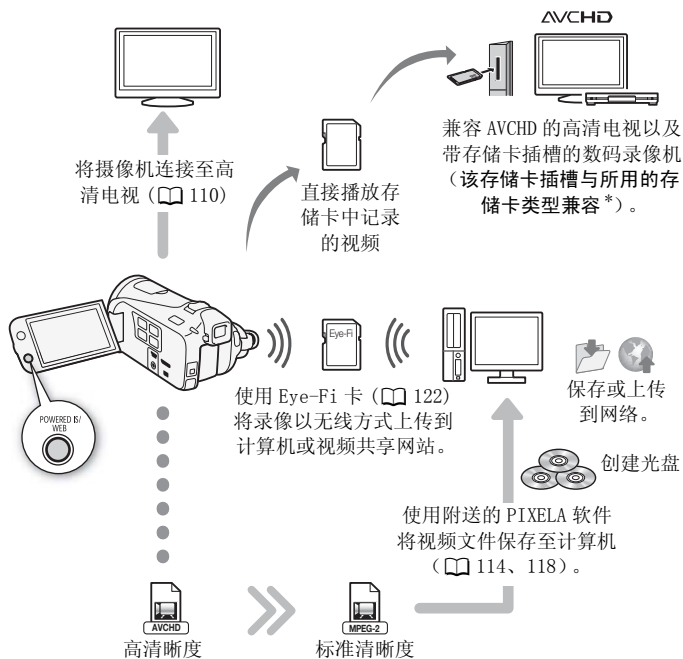 AVCHD
兼容 AVCHD 的高清电视以及
带存储卡插槽的数码录像机
（该存储卡插槽与所用的存
储卡类型兼容*）。
将摄像机连接至高
清电视（110）
直接播放存
储卡中记录
的视频
Eye-Fi
使用 Eye-Fi 卡（122）
将录像以无线方式上传到
计算机或视频共享网站。
保存或上传
到网络。
POWERED IS/
WEB
创建光盘
使用附送的 PIXELA 软件
将视频文件保存至计算机
（114、118）。
AVCHD
高清晰度
MPEG-2
标准清晰度